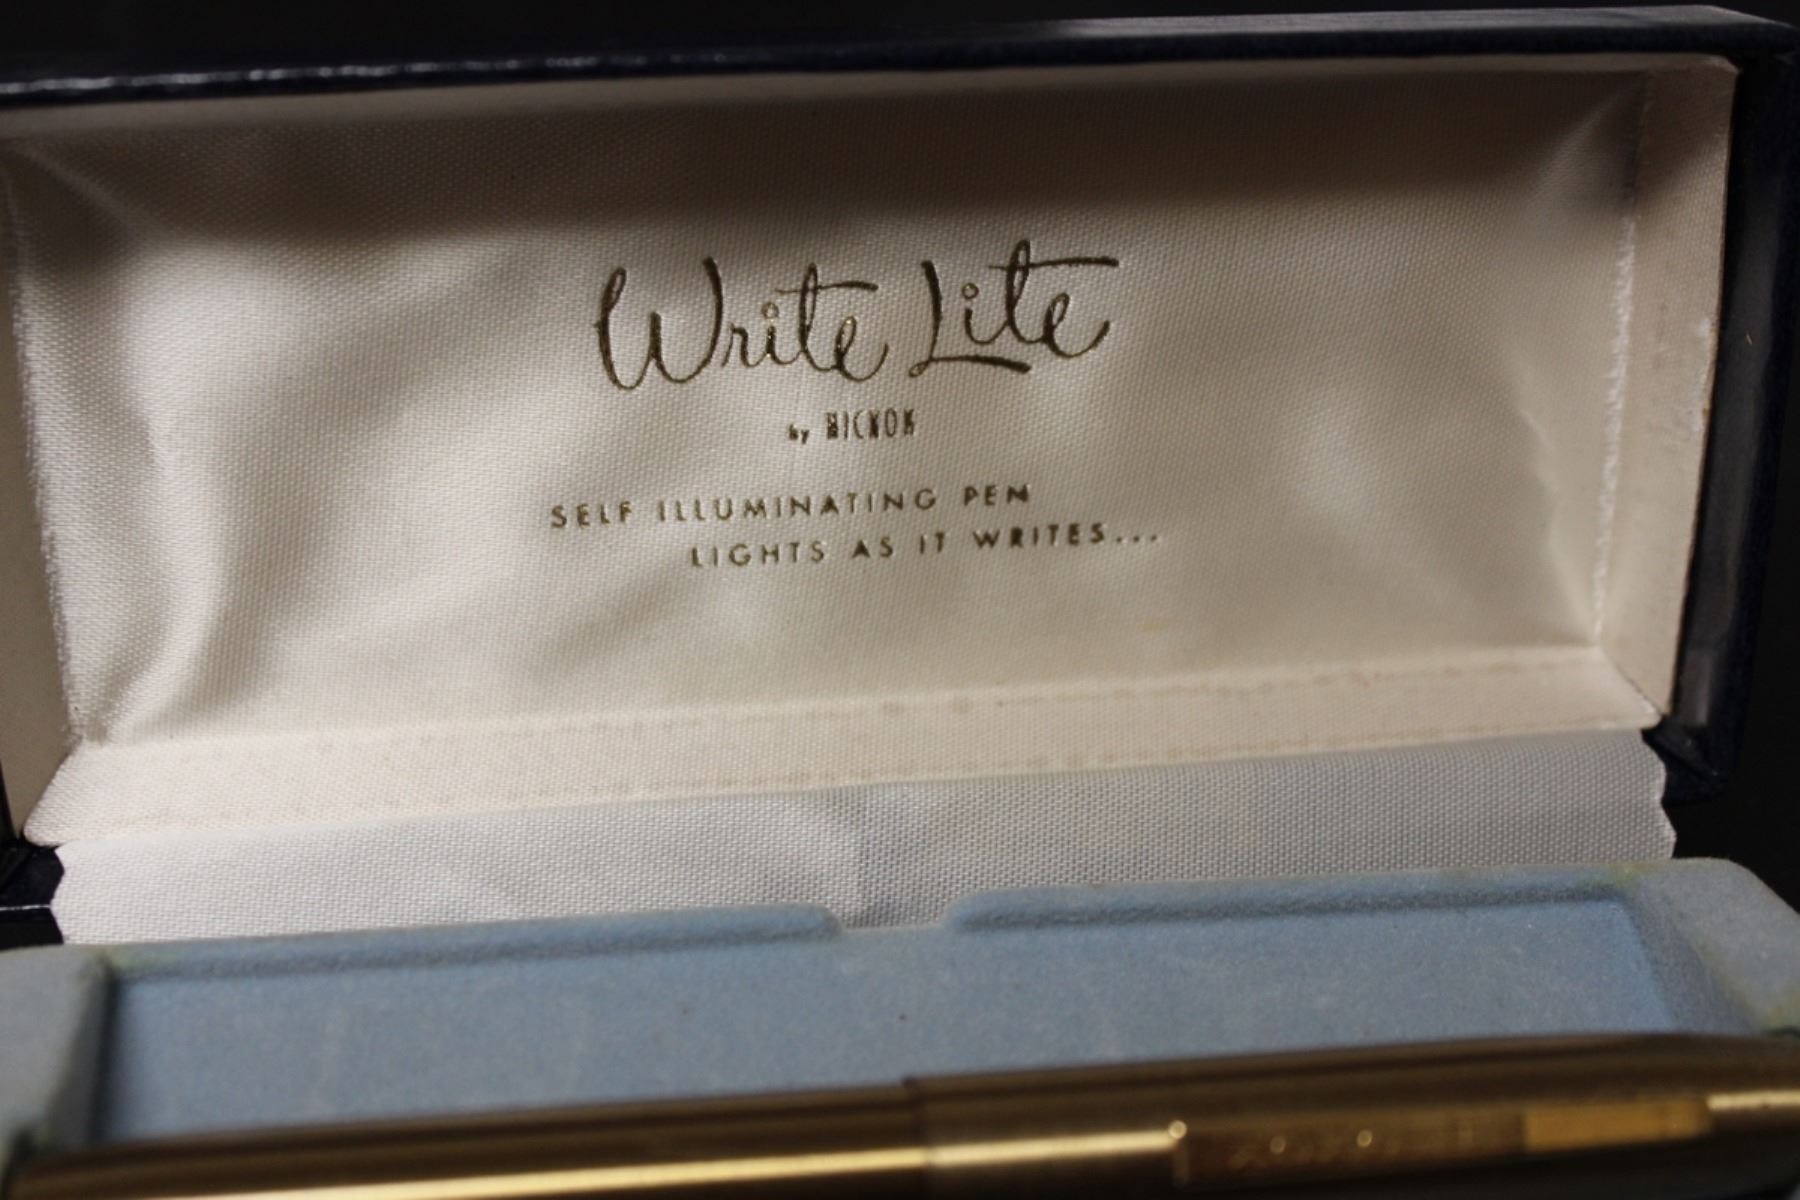 Write Lite
by HICKOK
SELF ILLUMINATING PEN
LIGHTS AS IT WRITES...